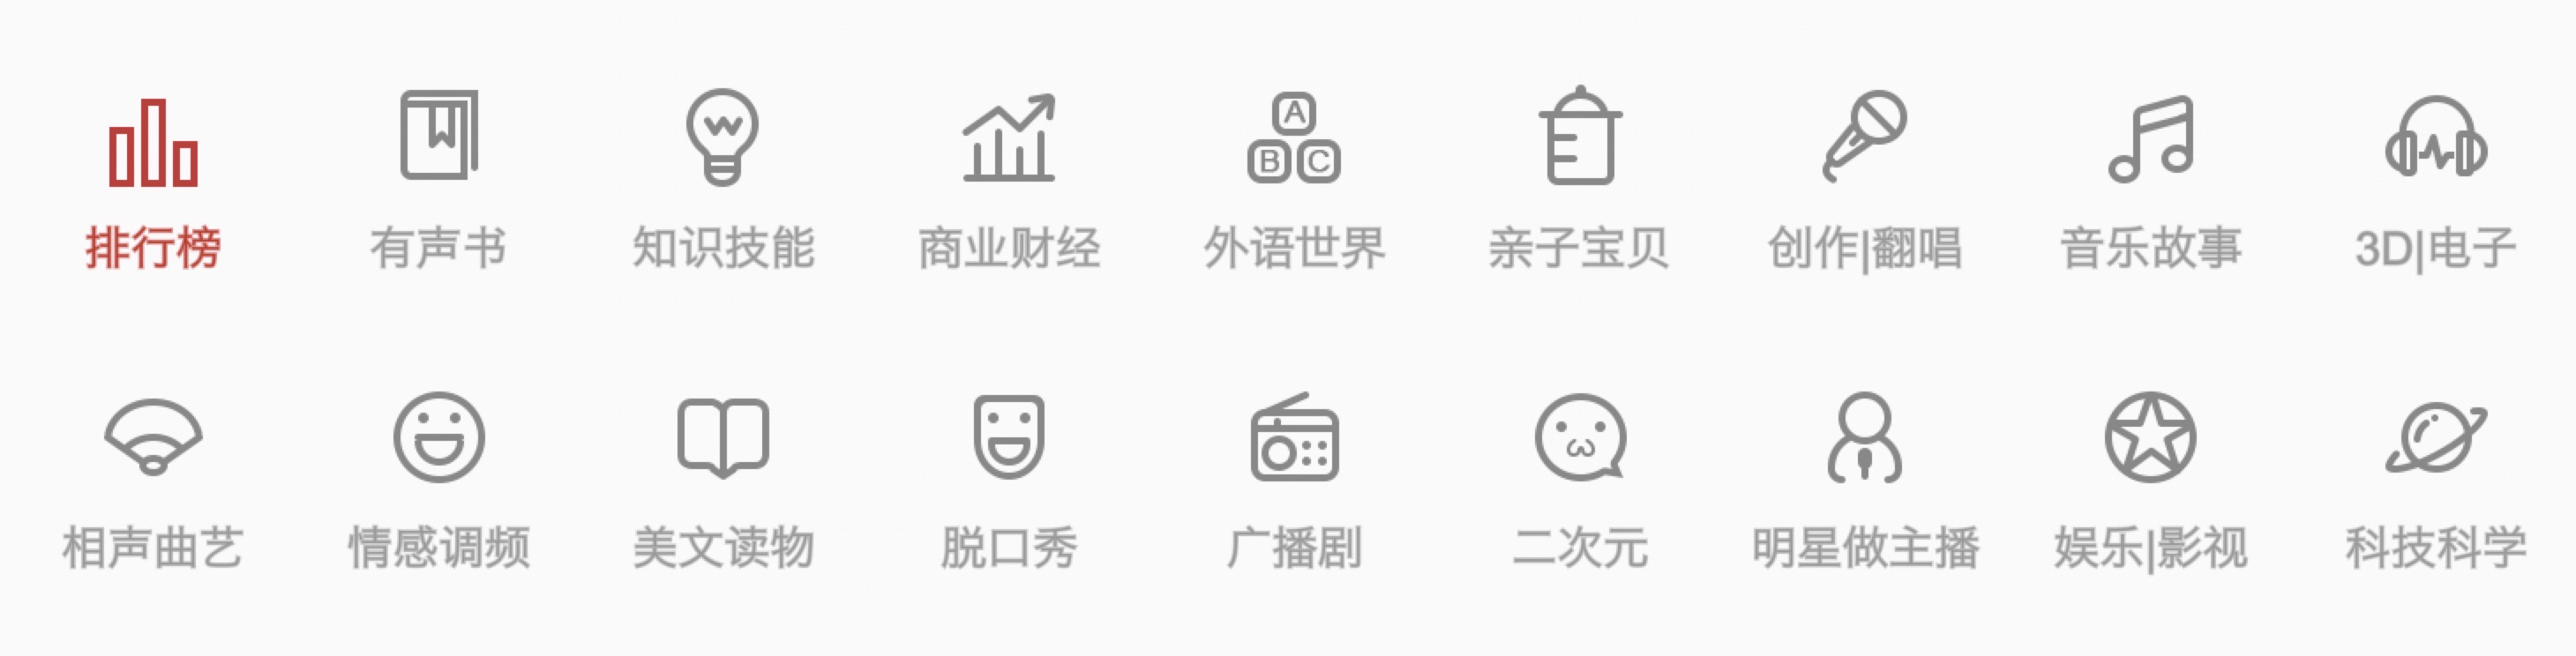 A
B C
排行榜 有声书 知识技能 商业财经 外语世界 亲子宝贝 创作|翻唱 音乐故事 3D|电子
相声曲艺 情感调频 美文读物 脱口秀 广播剧 二次元 明星做主播 娱乐|影视 科技科学